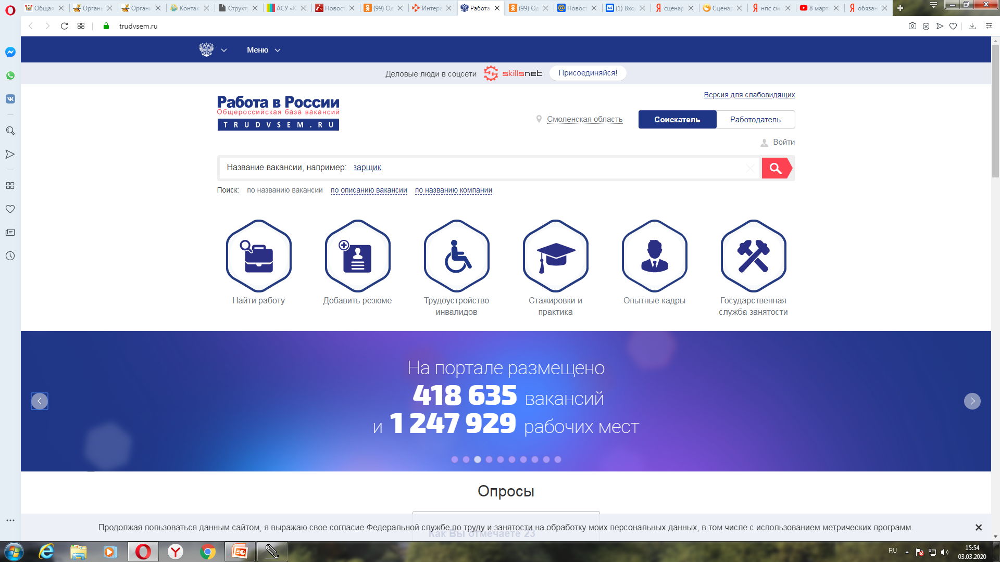 Общая
Органы
Органи
Контак
Структ
АСУ «К
Новост
(99) Од
Интера
Работа
(99) Од
Новост
(1) Вход
сценар
Сценар
нпс см
8 март
обязан
trudvsem.ru
Меню
Деловые люди в соцсети skillsnet Присоединяйся!
Версия для слабовидящих
Работа в России
Общероссийская база вакансий
TRUDVSEM.RU
Смоленская область
Соискатель Работодатель
Войти
Название вакансии, например: зарщик
Поиск: по названию вакансии по описанию вакансии по названию компании
Найти работу
Добавить резюме
Трудоустройство
инвалидов
Стажировки и
практика
Опытные кадры
Государственная
служба занятости
На портале размещено
418 635 вакансий
и 1 247 929 рабочих мест
Опросы
Как Вы отмечаете 23
Продолжая пользоваться данным сайтом, я выражаю свое согласие Федеральной службе по труду и занятости на обработку моих персональных данных, в том числе с использованием метрических программ.
RU
15:54
03.03.2020